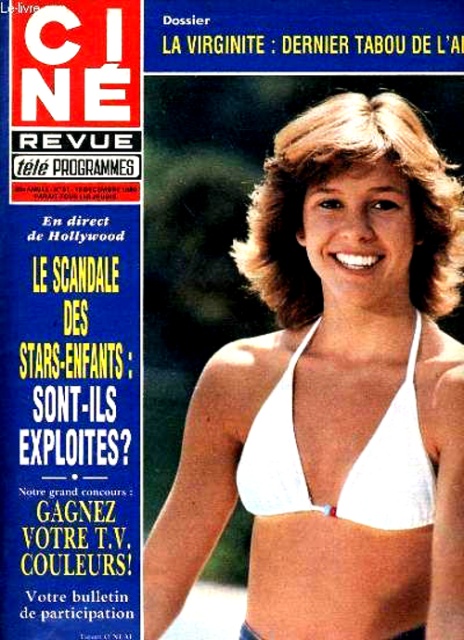 Le-livre
CI
NÉ
REVUE
télé PROGRAMMES
Dossier
LA VIRGINITE : DERNIER TABOU DE L'A
En direct
de Hollywood
LE SCANDALE
DES
STARS-ENFANTS :
SONT-ILS
EXPLOITES?
Notre grand concours :
GAGNEZ
VOTRE T.V.
COULEURS!
Votre bulletin
de participation